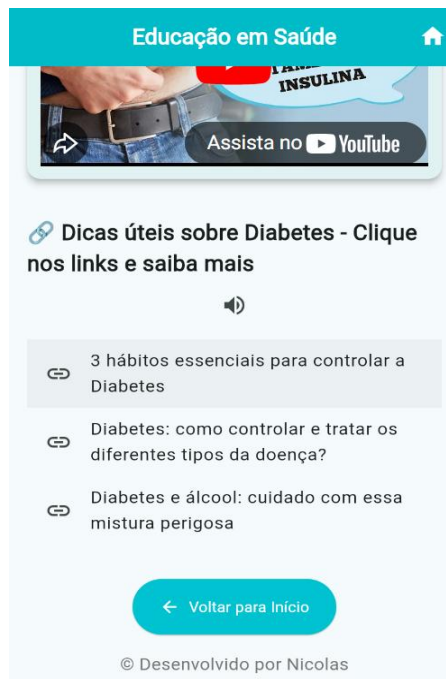 Educação em Saúde
INSULINA
Assista no YouTube
Dicas úteis sobre Diabetes - Clique
nos links e saiba mais
3 hábitos essenciais para controlar a
Diabetes
Diabetes: como controlar e tratar os
diferentes tipos da doença?
Diabetes e álcool: cuidado com essa
mistura perigosa
Voltar para Início
© Desenvolvido por Nicolas